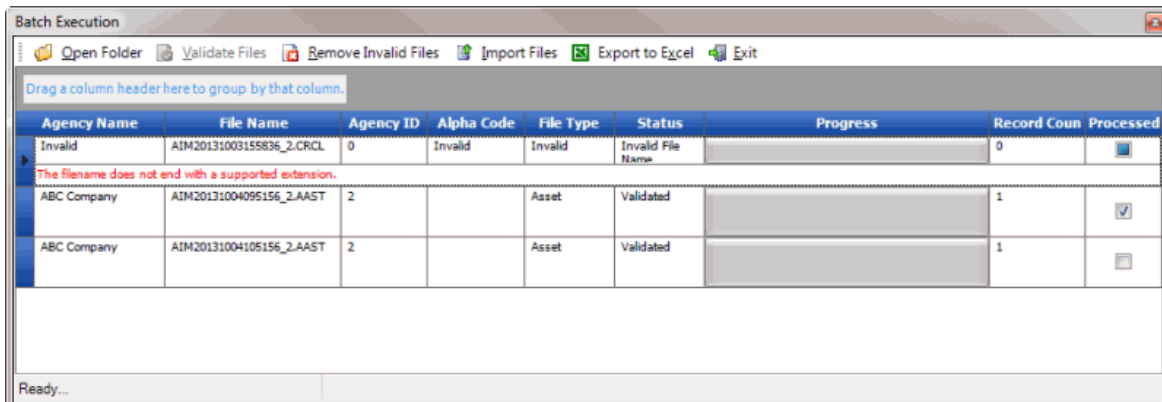 Batch Execution
Open Folder Validate Files Remove Invalid Files Import Files Export to Excel Exit
Drag a column header here to group by that column.
Agency Name File Name Agency ID Alpha Code File Type Status Progress Record Coun Processed
Invalid AIM20131003155836_2.CRCL 0 Invalid Invalid Invalid File 0
Name
The filename does not end with a supported extension.
ABC Company AIM20131004095156_2.AAST 2 Asset Validated 1
ABC Company AIM20131004105156_2.AAST 2 Asset Validated 1
Ready...